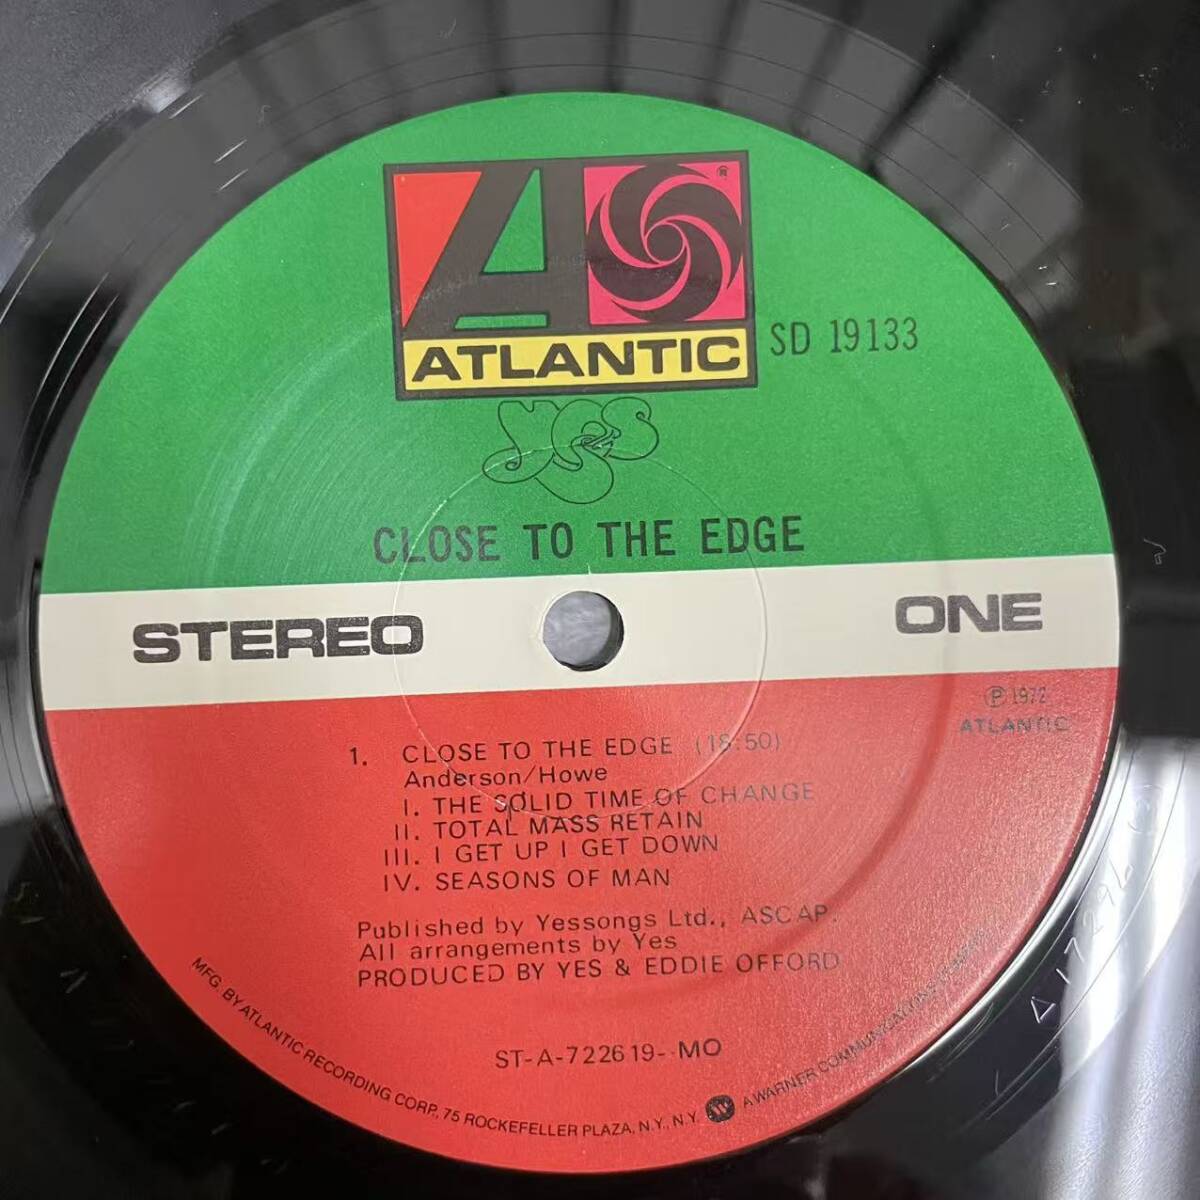 ATLANTIC
®
SD 19133
Yes
CLOSE TO THE EDGE
STEREO
ONE
℗ 1972
ATLANTIC
1. CLOSE TO THE EDGE (18:50)
Anderson/Howe
I. THE SOLID TIME OF CHANGE
II. TOTAL MASS RETAIN
III. I GET UP I GET DOWN
IV. SEASONS OF MAN
Published by Yessongs Ltd., ASCAP.
All arrangements by Yes
PRODUCED BY YES & EDDIE OFFORD
ST-A-722619-MO
MFG. BY ATLANTIC RECORDING CORP., 75 ROCKEFELLER PLAZA, N.Y., N.Y. A WARNER COMMUNICATIONS COMPANY